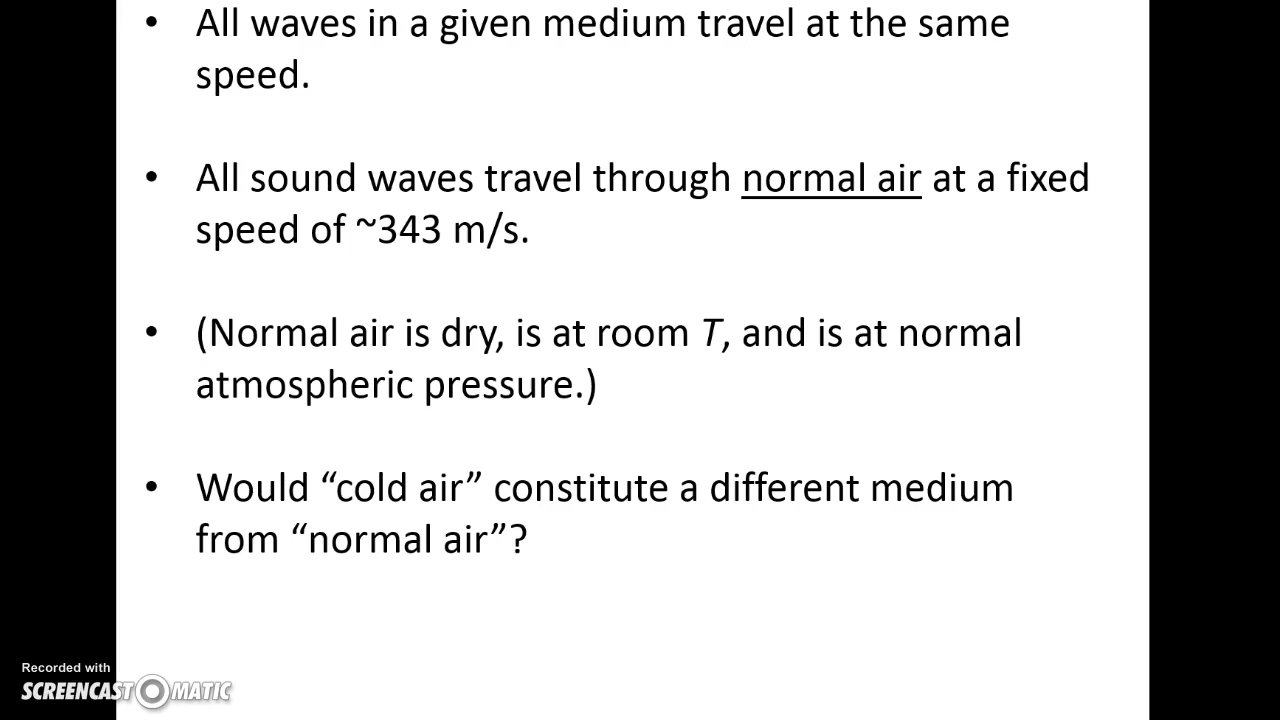 • All waves in a given medium travel at the same
speed.
• All sound waves travel through normal air at a fixed
speed of ~343 m/s.
• (Normal air is dry, is at room T, and is at normal
atmospheric pressure.)
• Would “cold air” constitute a different medium
from “normal air”?
Recorded with
SCREENCAST MATIC